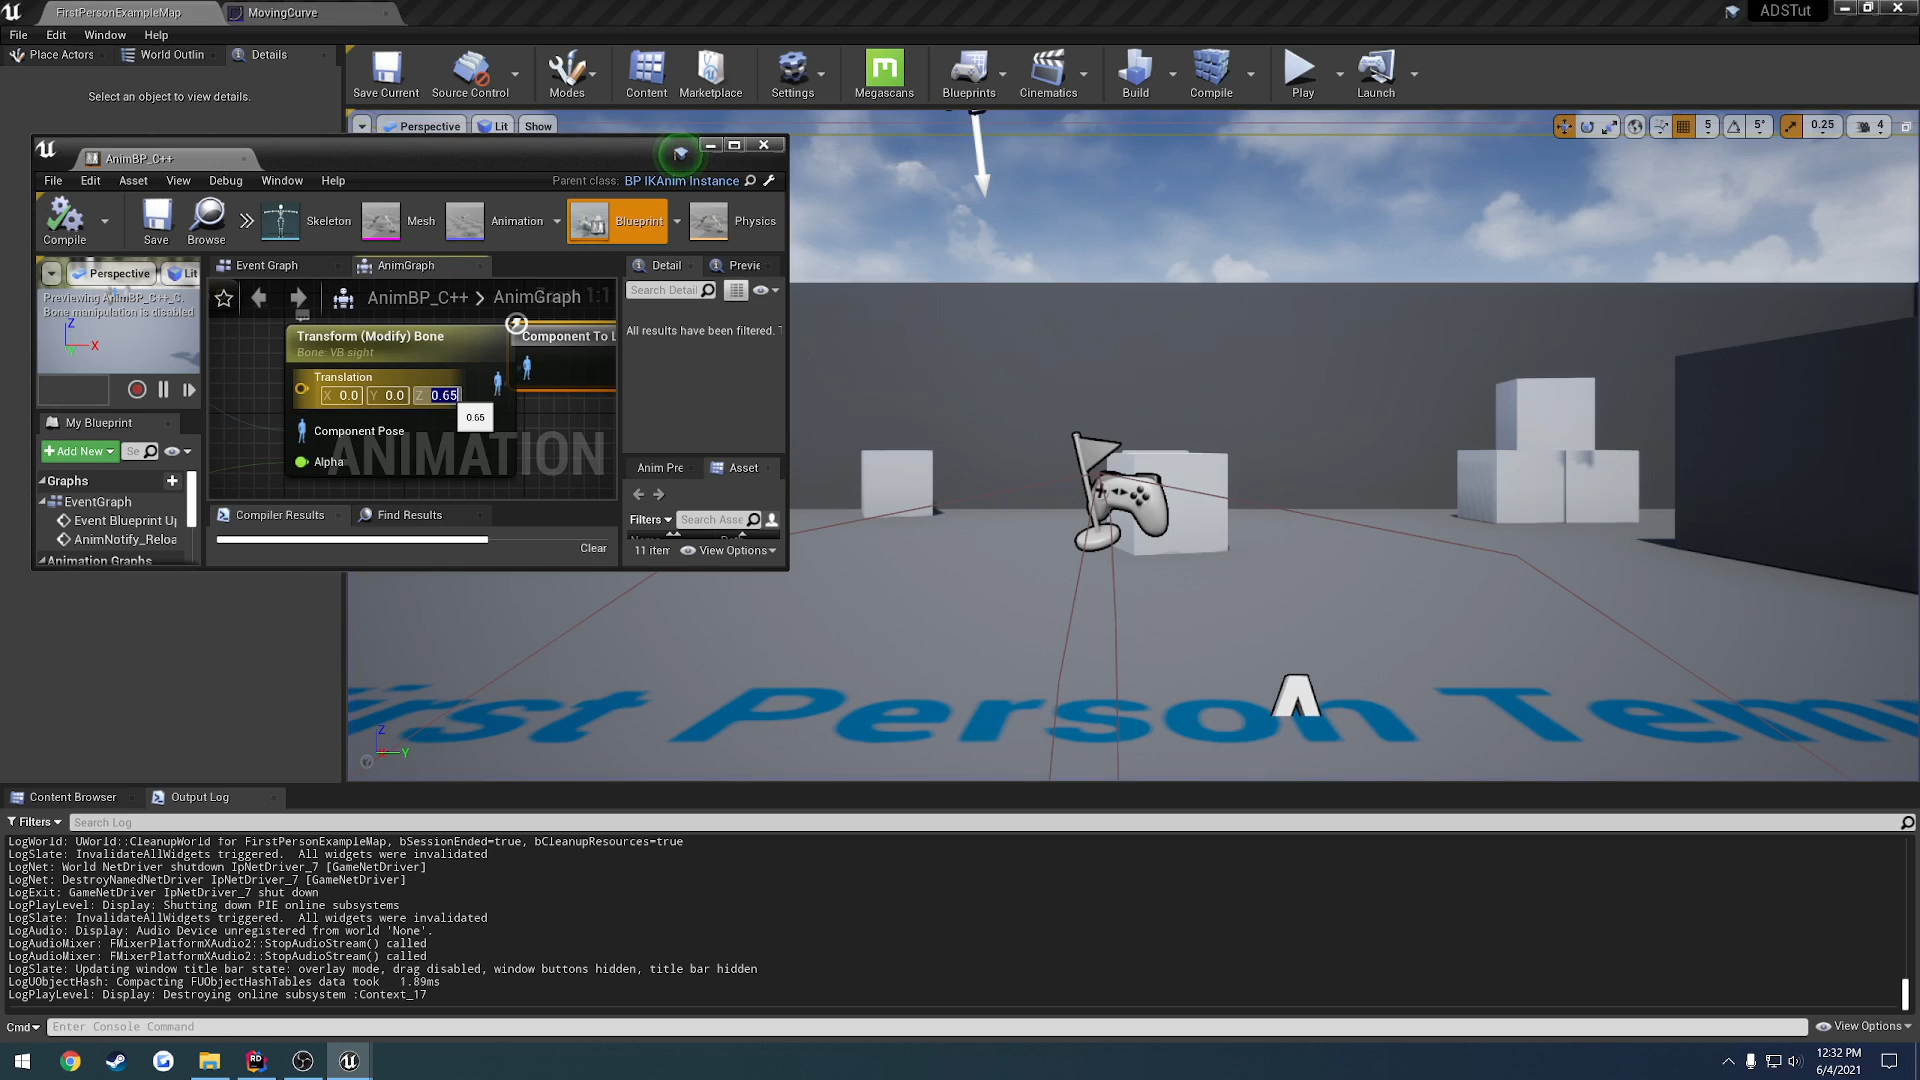 FirstPersonExampleMap
MovingCurve
ADSTut
File Edit Window Help
Place Actors World Outlin Details
Select an object to view details.
Save Current
Source Control
Modes
Content
Marketplace
Settings
Megascans
Blueprints
Cinematics
Build
Compile
Play
Launch
Perspective Lit Show
5 5° 0.25 4
AnimBP_C++
File Edit Asset View Debug Window Help
Parent class: BP IKAnim Instance
Compile
Save
Browse
Skeleton
Mesh
Animation
Blueprint
Physics
Perspective Lit
Previewing AnimBP_C++_C.
Bone manipulation is disabled
Z
X
Y
Event Graph
AnimGraph
AnimBP_C++ > AnimGraph
1:1
Transform (Modify) Bone
Bone: VB sight
Translation
X 0.0 Y 0.0 Z 0.65
0.65
Component Pose
Alpha
ANIMATION
Component To L
Detail
Previe
Search Detail
All results have been filtered.
My Blueprint
+Add New
Se
Graphs
EventGraph
Event Blueprint Up
AnimNotify_Reloa
Animation Graphs
Compiler Results
Find Results
Clear
Anim Pre
Asset
Filters
Search Asse
11 item
View Options
First Person Tem
Z
Y
Content Browser
Output Log
Filters
Search Log
LogWorld: UWorld::CleanupWorld for FirstPersonExampleMap, bSessionEnded=true, bCleanupResources=true
LogSlate: InvalidateAllWidgets triggered.  All widgets were invalidated
LogNet: World NetDriver shutdown IpNetDriver_7 [GameNetDriver]
LogNet: DestroyNamedNetDriver IpNetDriver_7 [GameNetDriver]
LogExit: GameNetDriver IpNetDriver_7 shut down
LogPlayLevel: Display: Shutting down PIE online subsystems
LogSlate: InvalidateAllWidgets triggered.  All widgets were invalidated
LogAudio: Display: Audio Device unregistered from world 'None'.
LogAudioMixer: FMixerPlatformXAudio2::StopAudioStream() called
LogAudioMixer: FMixerPlatformXAudio2::StopAudioStream() called
LogSlate: Updating window title bar state: overlay mode, drag disabled, window buttons hidden, title bar hidden
LogUObjectHash: Compacting FUObjectHashTables data took   1.89ms
LogPlayLevel: Display: Destroying online subsystem :Context_17
Cmd
Enter Console Command
View Options
12:32 PM
6/4/2021